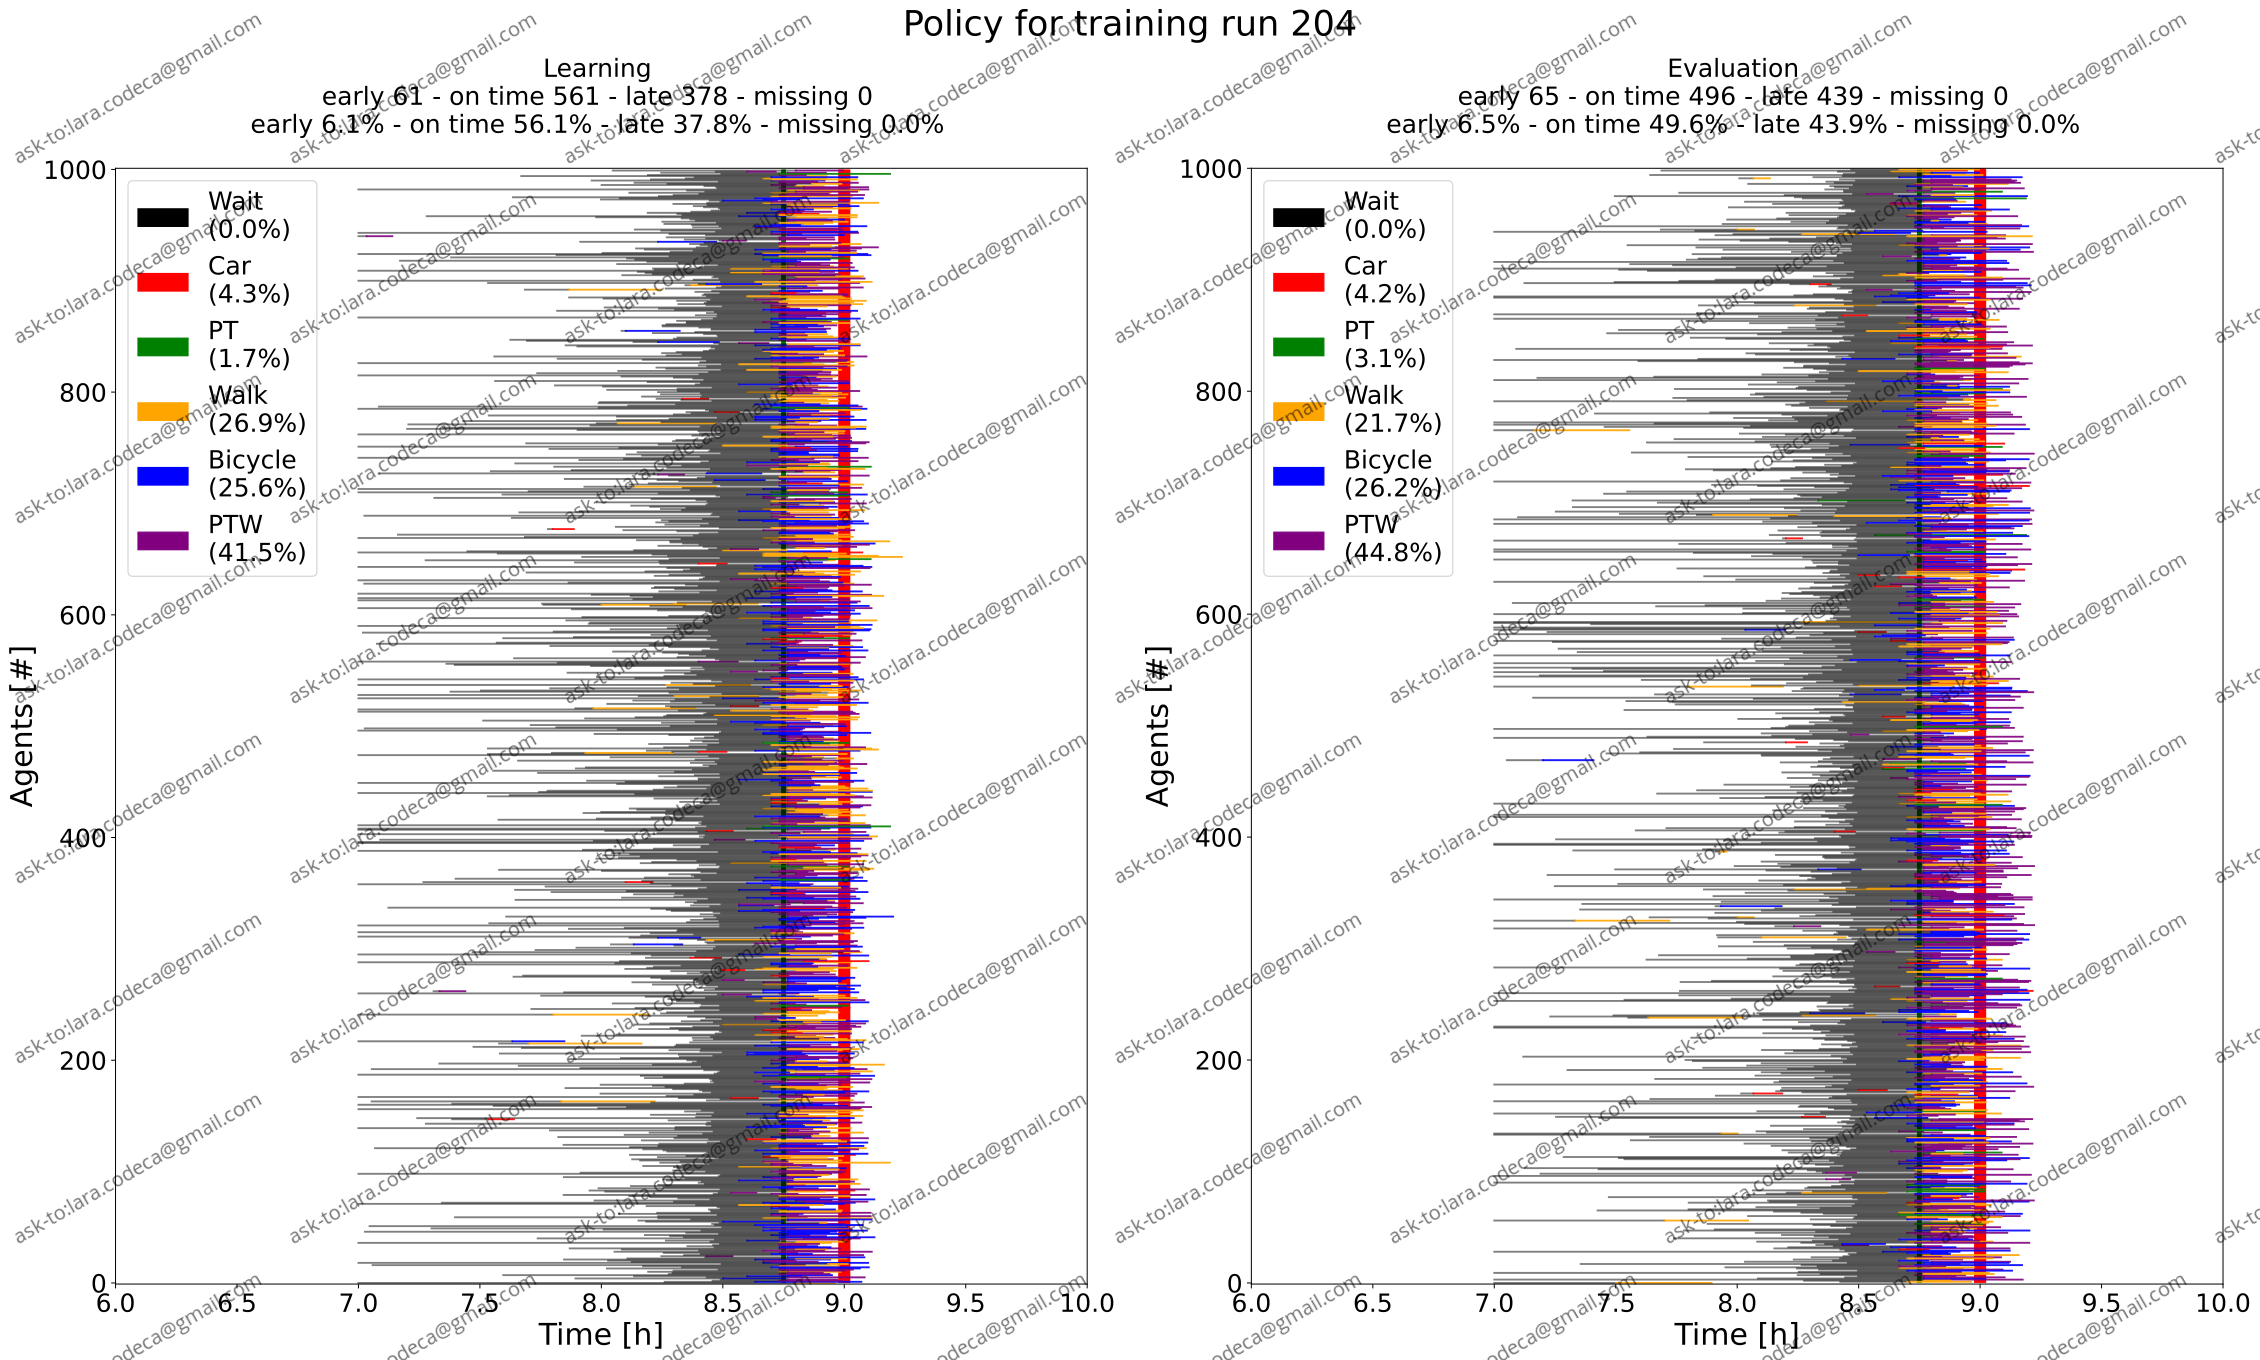 Policy for training run 204
Learning
early 61 - on time 561 - late 378 - missing 0
early 6.1% - on time 56.1% - late 37.8% - missing 0.0%
1000
800
600
400
200
0
Agents [#]
Wait
(0.0%)
Car
(4.3%)
PT
(1.7%)
Walk
(26.9%)
Bicycle
(25.6%)
PTW
(41.5%)
6.0 6.5 7.0 7.5 8.0 8.5 9.0 9.5 10.0
Time [h]
Evaluation
early 65 - on time 496 - late 439 - missing 0
early 6.5% - on time 49.6% - late 43.9% - missing 0.0%
1000
800
600
400
200
0
Agents [#]
Wait
(0.0%)
Car
(4.2%)
PT
(3.1%)
Walk
(21.7%)
Bicycle
(26.2%)
PTW
(44.8%)
6.0 6.5 7.0 7.5 8.0 8.5 9.0 9.5 10.0
Time [h]
ask-to:lara.codeca@gmail.com